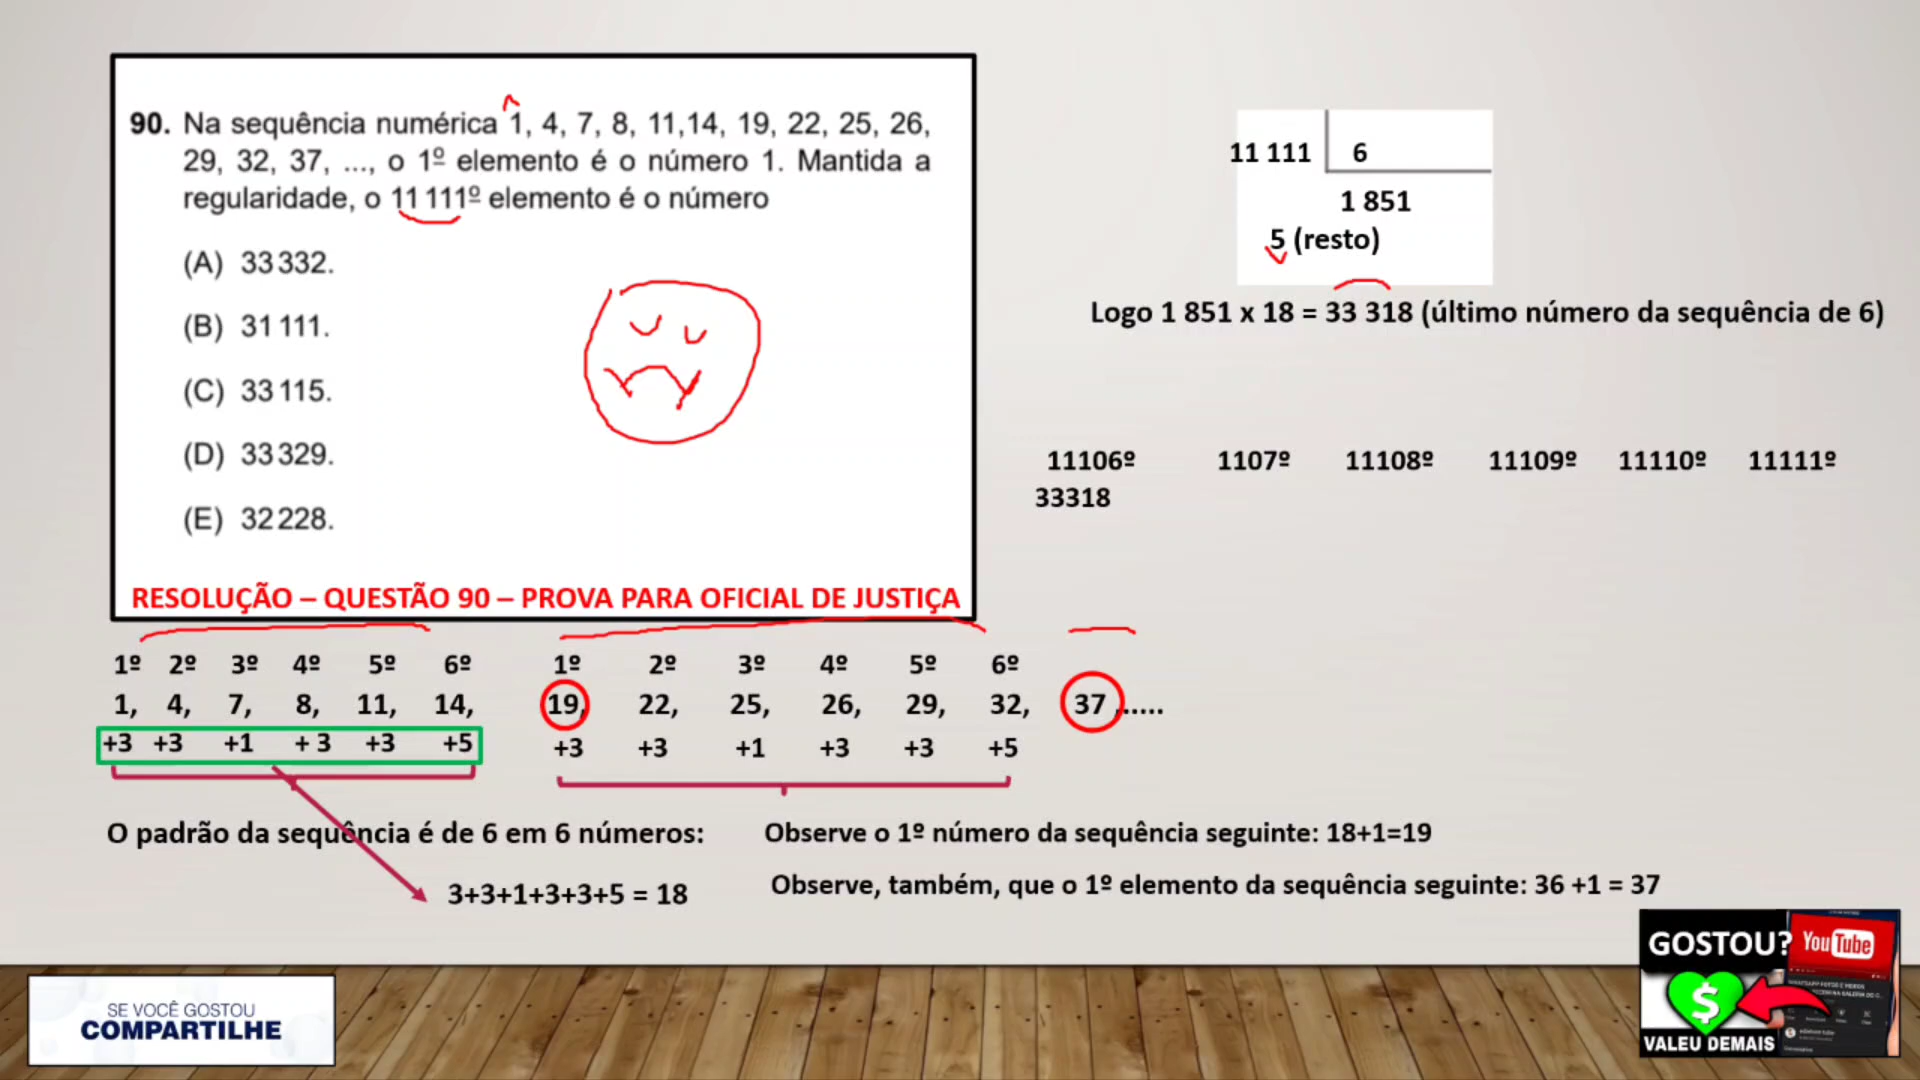 90. Na sequência numérica 1, 4, 7, 8, 11,14, 19, 22, 25, 26,
29, 32, 37, ..., o 1º elemento é o número 1. Mantida a
regularidade, o 11 111º elemento é o número
(A) 33 332.
(B) 31 111.
(C) 33 115.
(D) 33 329.
(E) 32 228.
RESOLUÇÃO – QUESTÃO 90 – PROVA PARA OFICIAL DE JUSTIÇA
11 111 6
1 851
5 (resto)
Logo 1 851 x 18 = 33 318 (último número da sequência de 6)
11106º 1107º 11108º 11109º 11110º 11111º
33318
1º 2º 3º 4º 5º 6º 1º 2º 3º 4º 5º 6º
1, 4, 7, 8, 11, 14, 19, 22, 25, 26, 29, 32, 37 ,.....
+3 +3 +1 + 3 +3 +5 +3 +3 +1 +3 +3 +5
O padrão da sequência é de 6 em 6 números:
3+3+1+3+3+5 = 18
Observe o 1º número da sequência seguinte: 18+1=19
Observe, também, que o 1º elemento da sequência seguinte: 36 +1 = 37
SE VOCÊ GOSTOU
COMPARTILHE
GOSTOU?
YouTube
$
VALEU DEMAIS